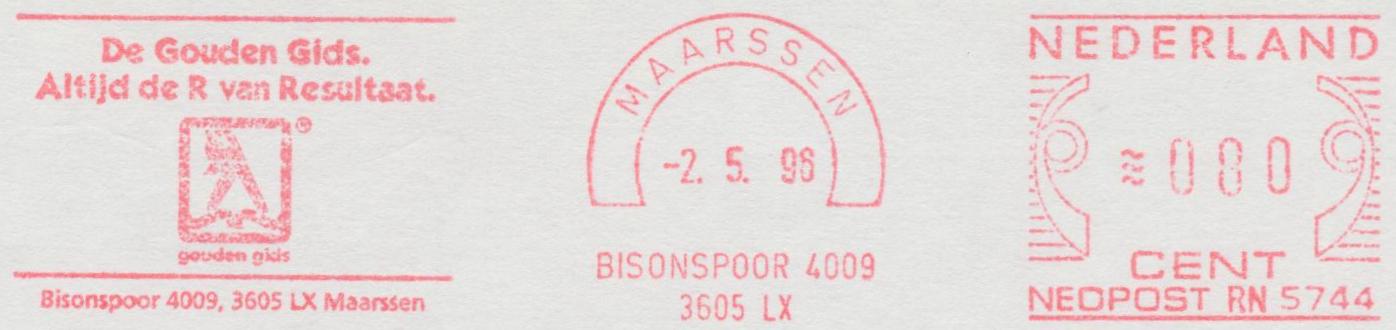 De Gouden Gids.
Altijd de R van Resultaat.
®
gouden gids
Bisonspoor 4009, 3605 LX Maarssen
MAARSSEN
-2. 5. 96
BISONSPOOR 4009
3605 LX
NEDERLAND
≋080
CENT
NEOPOST RN 5744